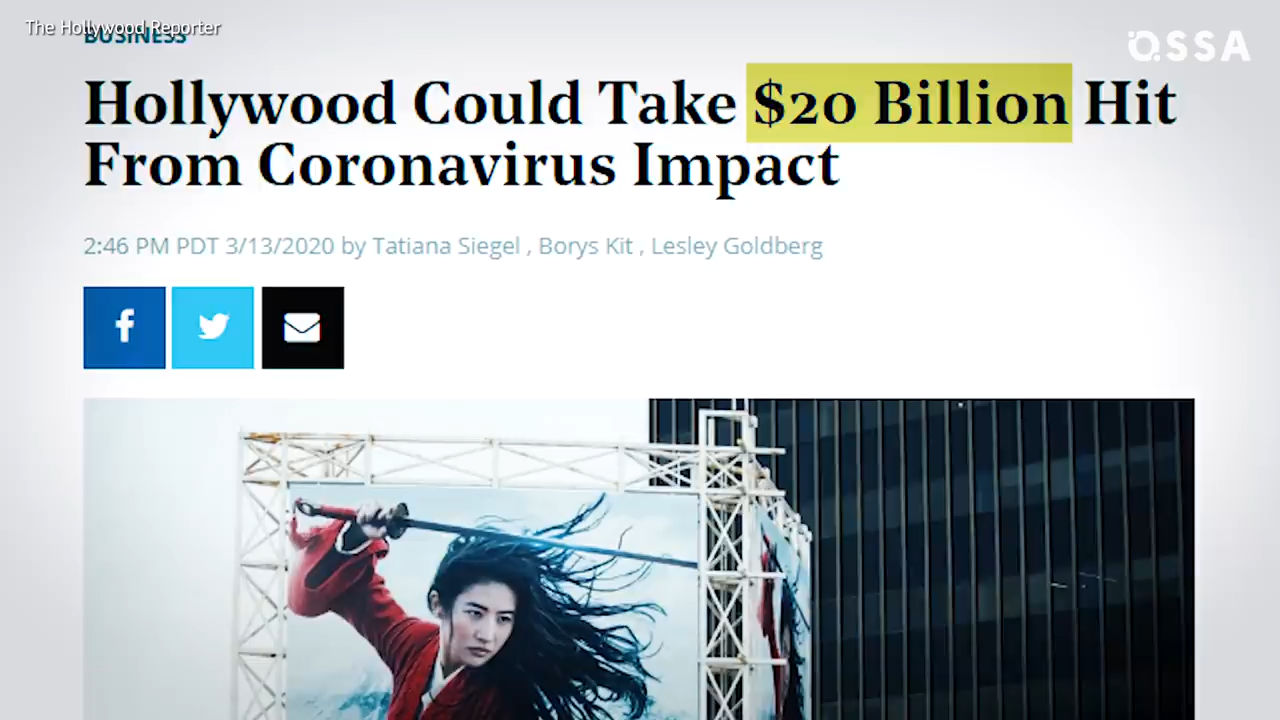 The Hollywood Reporter
BUSINESS
QSSA
Hollywood Could Take $20 Billion Hit
From Coronavirus Impact
2:46 PM PDT 3/13/2020 by Tatiana Siegel , Borys Kit , Lesley Goldberg